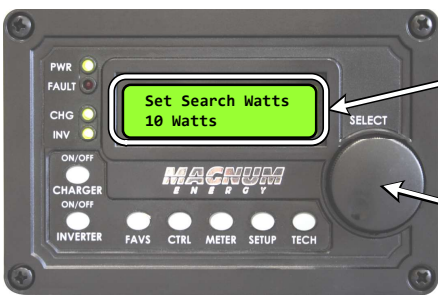 PWR
FAULT
Set Search Watts
10 Watts
CHG
INV
SELECT
ON/OFF
CHARGER
MAGNUM
ENERGY
ON/OFF
INVERTER
FAVS CTRL METER SETUP TECH